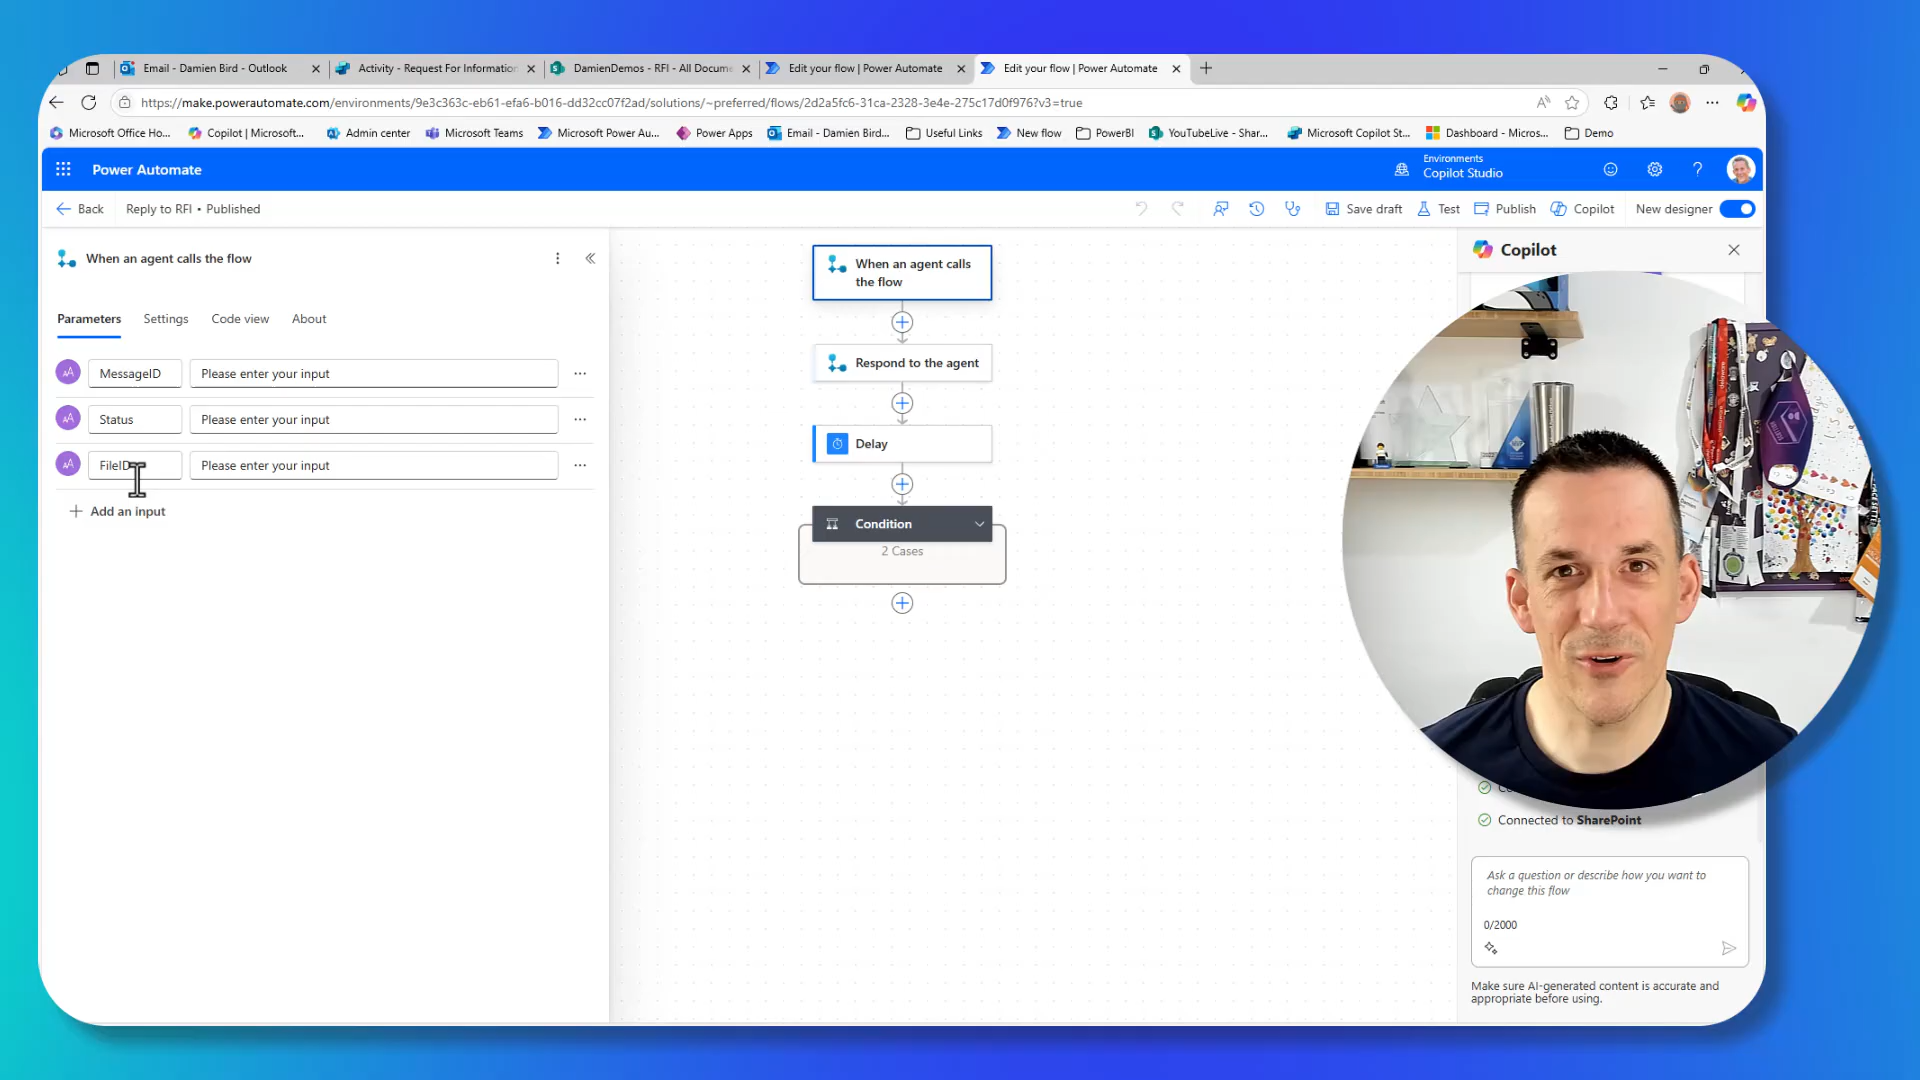 Email - Damien Bird - Outlook
Activity - Request For Information
DamienDemos - RFI - All Docume
Edit your flow | Power Automate
Edit your flow | Power Automate
https://make.powerautomate.com/environments/9e3c363c-eb61-efa6-b016-dd32cc07f2ad/solutions/~preferred/flows/2d2a5fc6-31ca-2328-3e4e-275c17d0f976?v3=true
Microsoft Office Ho...
Copilot | Microsoft...
Admin center
Microsoft Teams
Microsoft Power Au...
Power Apps
Email - Damien Bird...
Useful Links
New flow
PowerBI
YouTubeLive - Shar...
Microsoft Copilot St...
Dashboard - Micros...
Demo
Power Automate
Environments
Copilot Studio
Back
Reply to RFI • Published
Save draft
Test
Publish
Copilot
New designer
When an agent calls the flow
Parameters
Settings
Code view
About
MessageID
Please enter your input
Status
Please enter your input
FileID
Please enter your input
Add an input
When an agent calls
the flow
Respond to the agent
Delay
Condition
2 Cases
Copilot
Connected to SharePoint
Ask a question or describe how you want to
change this flow
0/2000
Make sure AI-generated content is accurate and
appropriate before using.